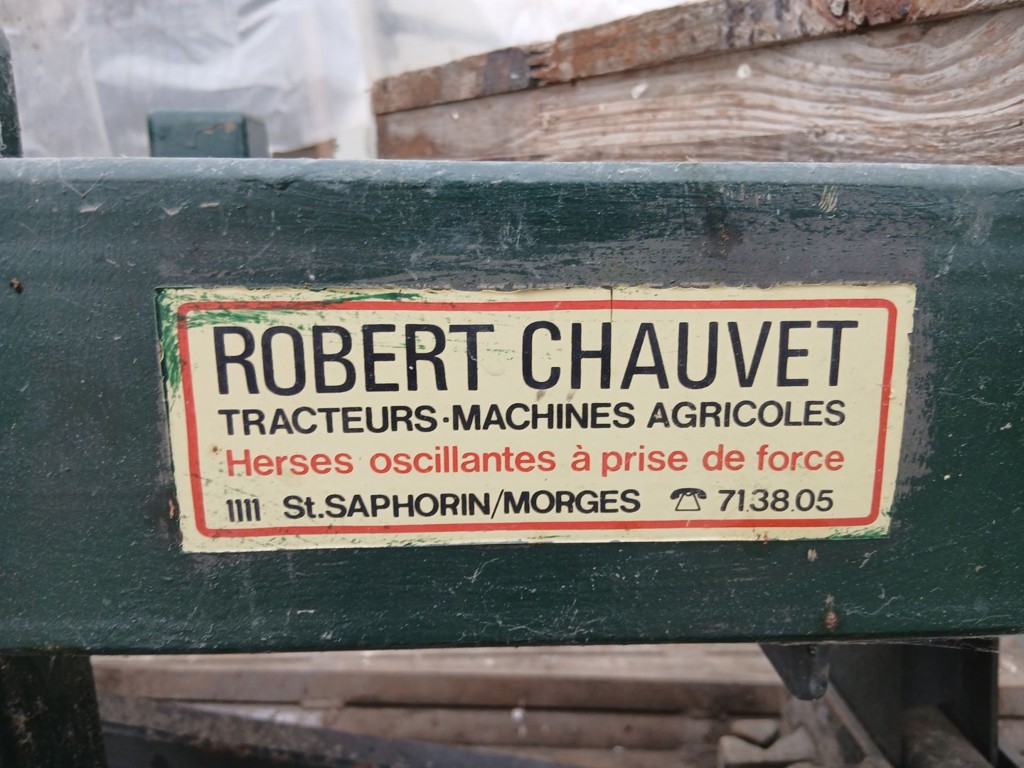 ROBERT CHAUVET
TRACTEURS·MACHINES AGRICOLES
Herses oscillantes à prise de force
1111 St.SAPHORIN/MORGES ☎ 71.38.05